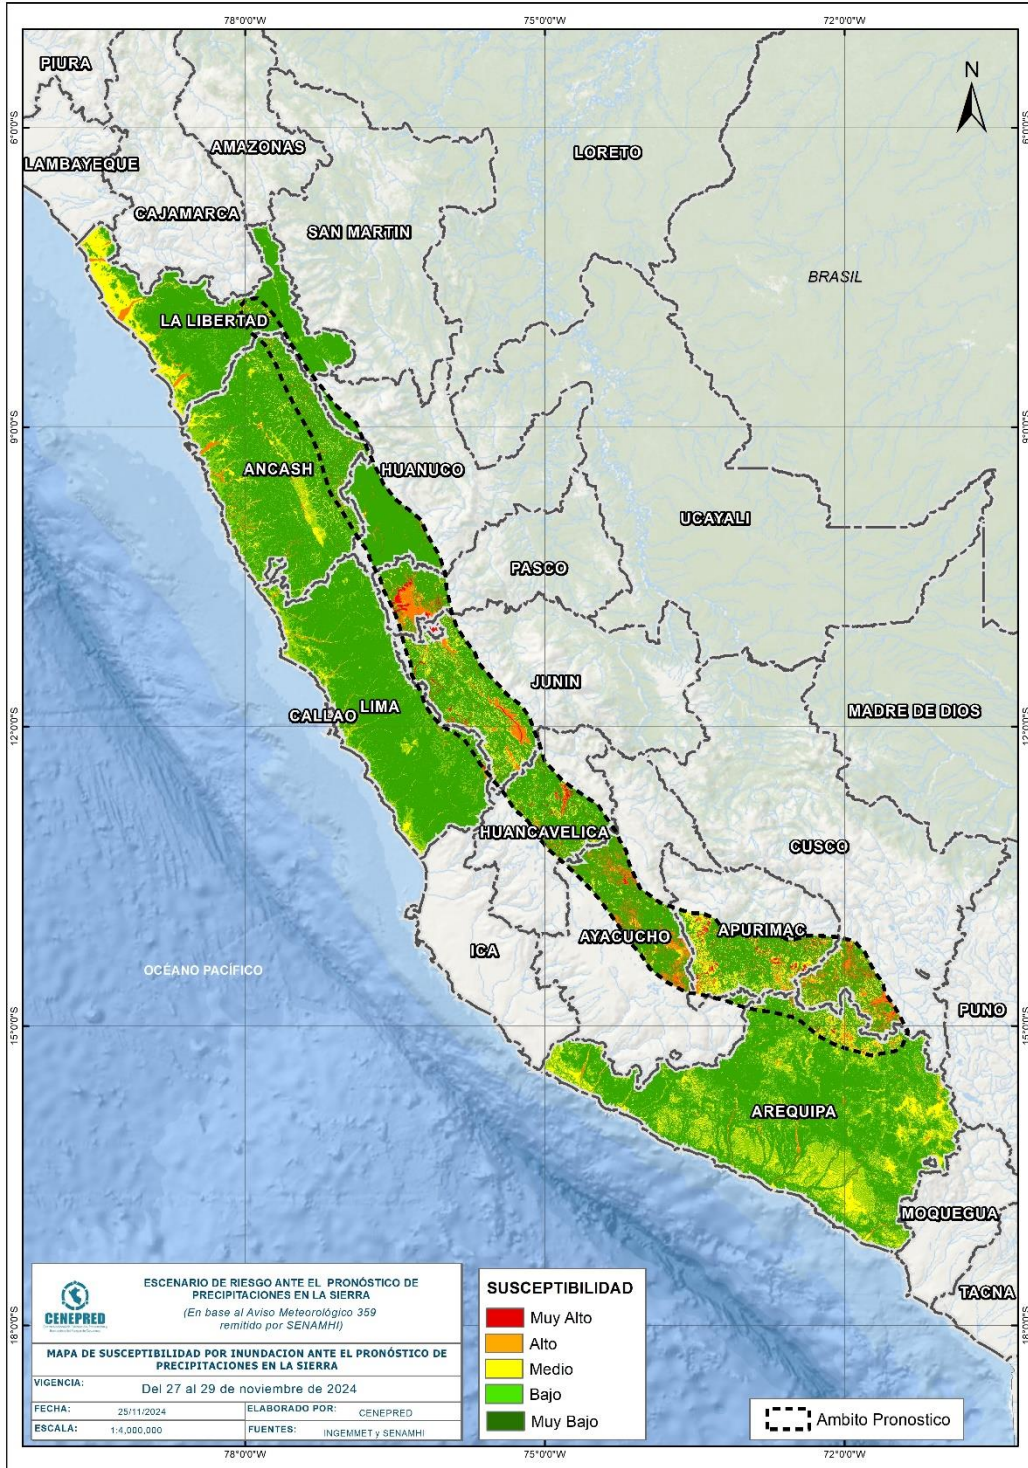 78°0'0"W
75°0'0"W
72°0'0"W
PIURA
N
6°0'0"S
6°0'0"S
AMAZONAS
LORETO
LAMBAYEQUE
CAJAMARCA
SAN MARTIN
BRASIL
LA LIBERTAD
9°0'0"S
9°0'0"S
ANCASH
HUANUCO
UCAYALI
PASCO
JUNIN
LIMA
CALLAO
MADRE DE DIOS
12°0'0"S
12°0'0"S
HUANCAVELICA
CUSCO
APURIMAC
AYACUCHO
ICA
OCÉANO PACÍFICO
PUNO
15°0'0"S
15°0'0"S
AREQUIPA
MOQUEGUA
TACNA
18°0'0"S
18°0'0"S
CENEPRED
ESCENARIO DE RIESGO ANTE EL PRONÓSTICO DE
PRECIPITACIONES EN LA SIERRA
(En base al Aviso Meteorológico 359
remitido por SENAMHI)
MAPA DE SUSCEPTIBILIDAD POR INUNDACION ANTE EL PRONÓSTICO DE
PRECIPITACIONES EN LA SIERRA
VIGENCIA: Del 27 al 29 de noviembre de 2024
FECHA: 25/11/2024 ELABORADO POR: CENEPRED
ESCALA: 1:4,000,000 FUENTES: INGEMMET y SENAMHI
SUSCEPTIBILIDAD
Muy Alto
Alto
Medio
Bajo
Muy Bajo
Ambito Pronostico
78°0'0"W
75°0'0"W
72°0'0"W